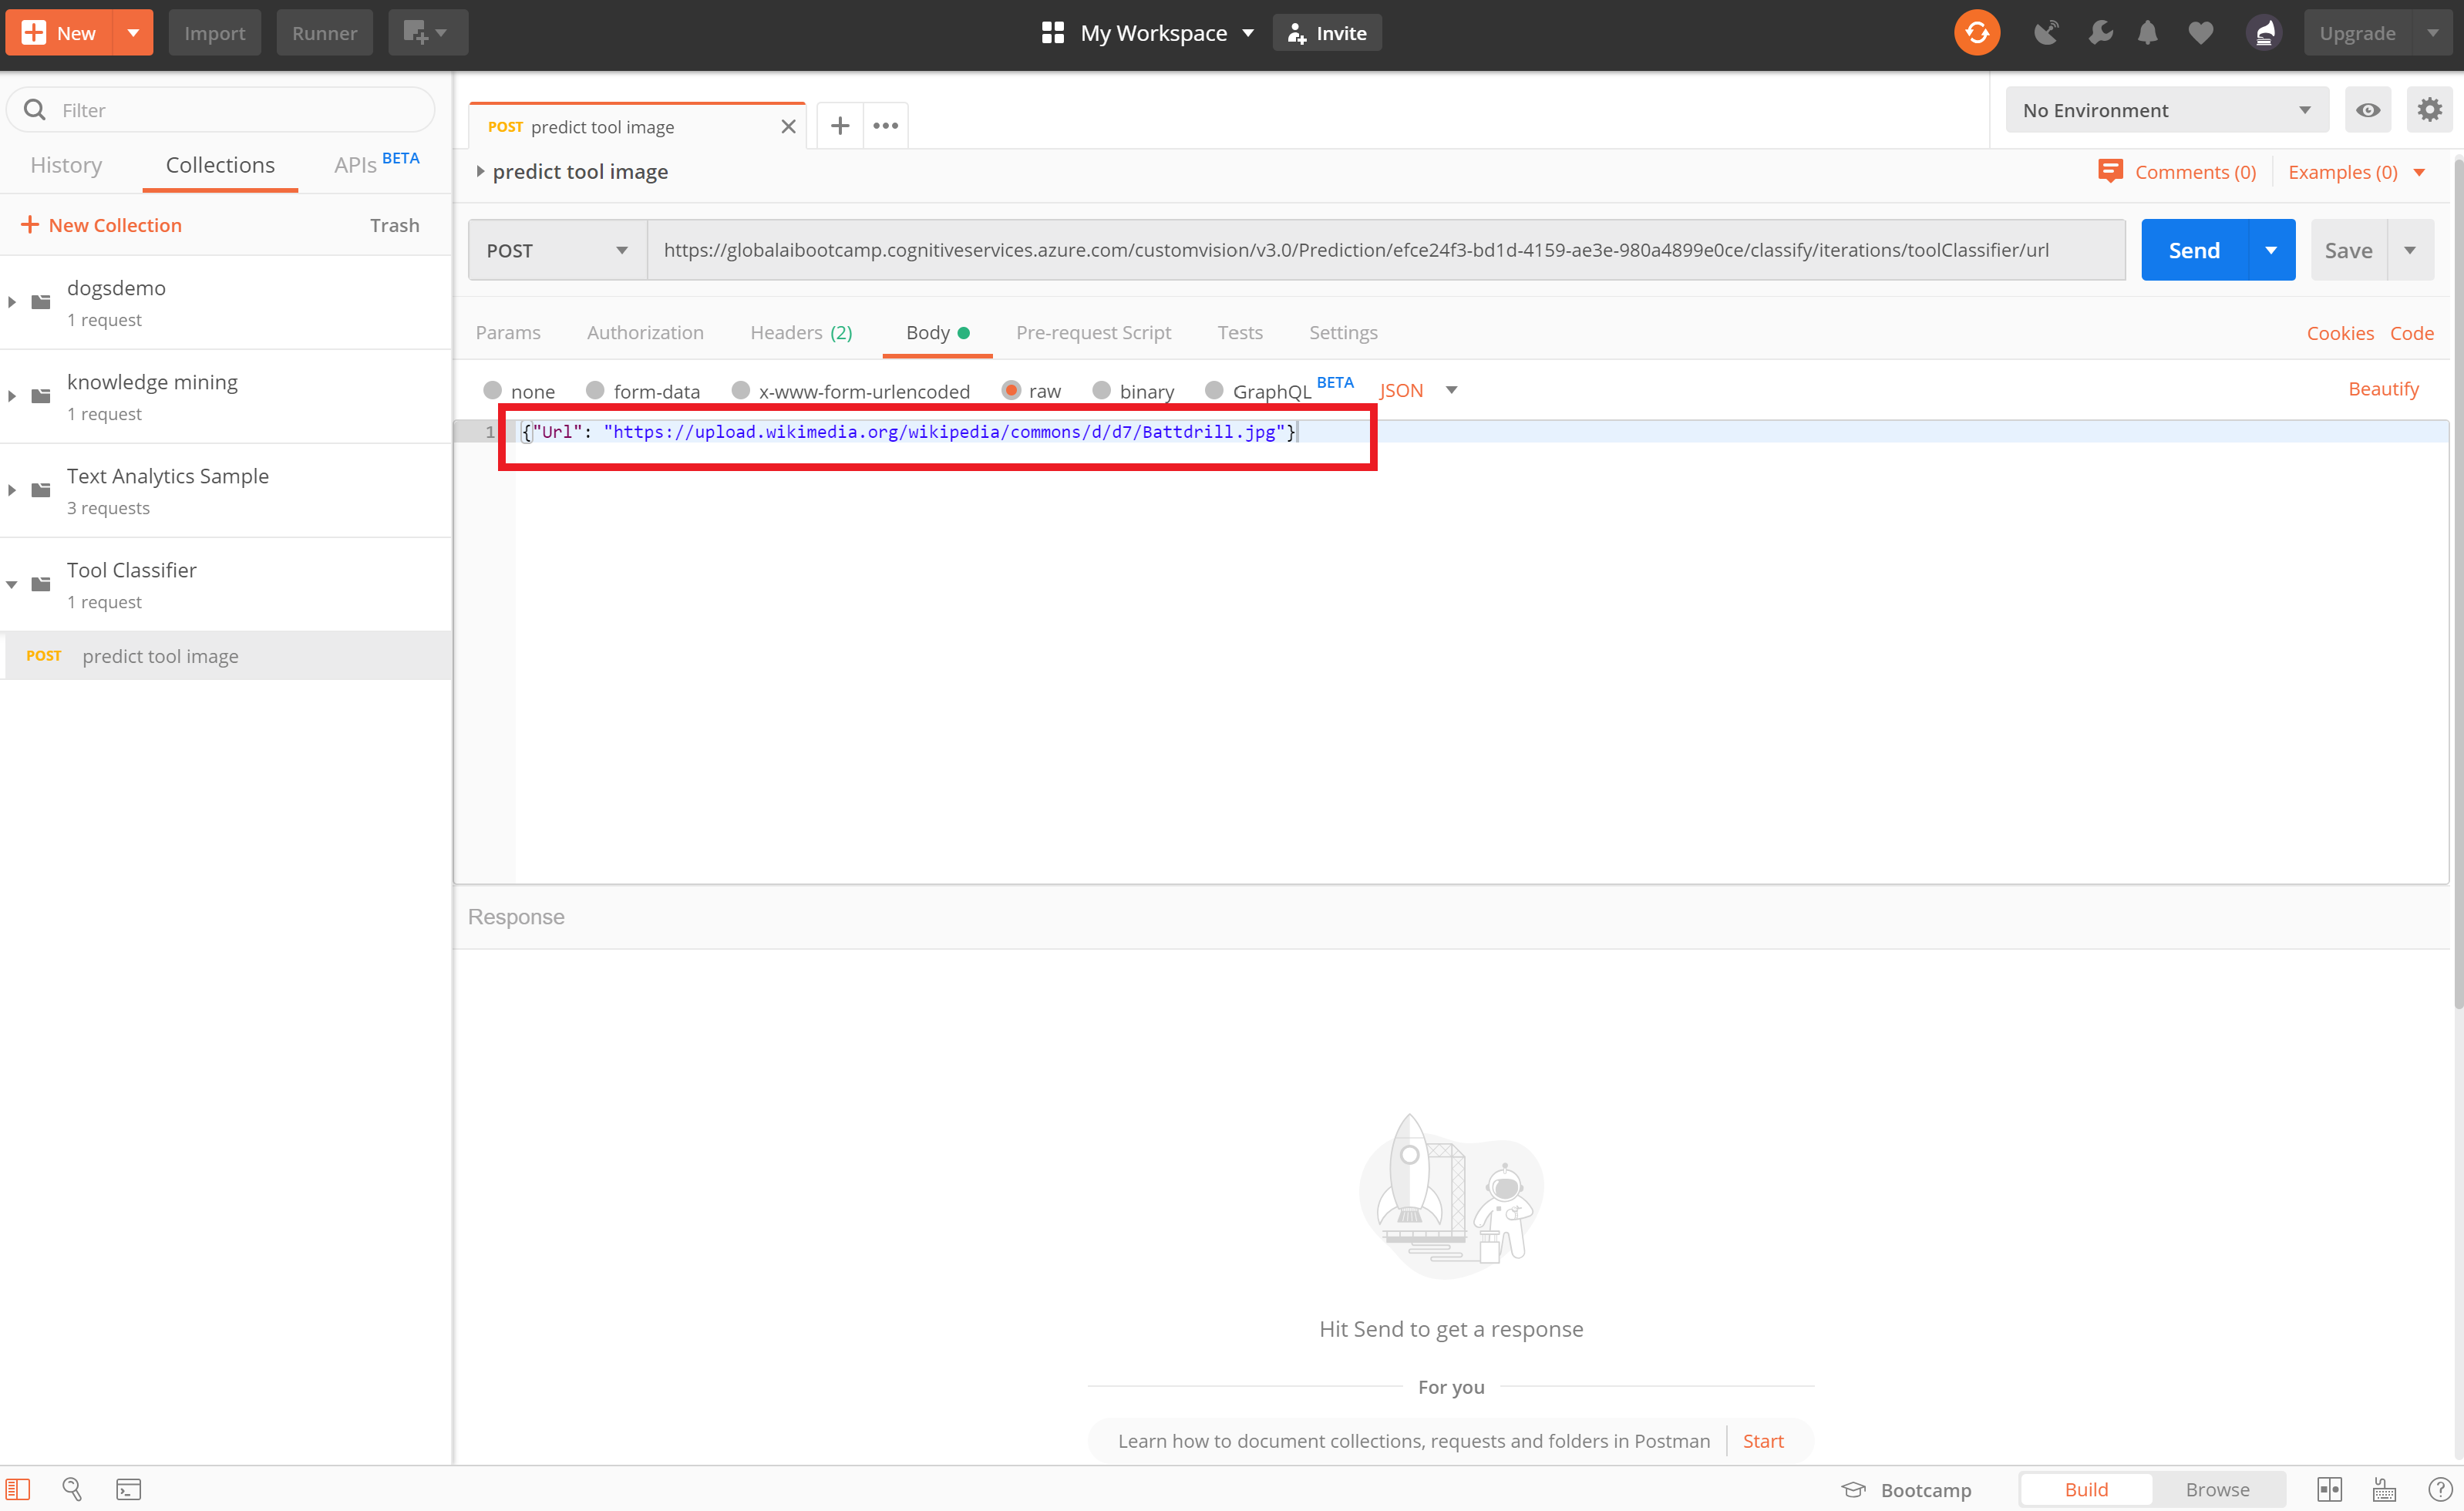 New
Import
Runner
My Workspace
Invite
Upgrade
Filter
History
Collections
APIs BETA
New Collection
Trash
dogsdemo
1 request
knowledge mining
1 request
Text Analytics Sample
3 requests
Tool Classifier
1 request
POST predict tool image
POST predict tool image
No Environment
predict tool image
Comments (0)
Examples (0)
POST
https://globalaibootcamp.cognitiveservices.azure.com/customvision/v3.0/Prediction/efce24f3-bd1d-4159-ae3e-980a4899e0ce/classify/iterations/toolClassifier/url
Send
Save
Params
Authorization
Headers (2)
Body
Pre-request Script
Tests
Settings
Cookies
Code
none
form-data
x-www-form-urlencoded
raw
binary
GraphQL BETA
JSON
Beautify
1 {"Url": "https://upload.wikimedia.org/wikipedia/commons/d/d7/Battdrill.jpg"}
Response
Hit Send to get a response
For you
Learn how to document collections, requests and folders in Postman
Start
Bootcamp
Build
Browse